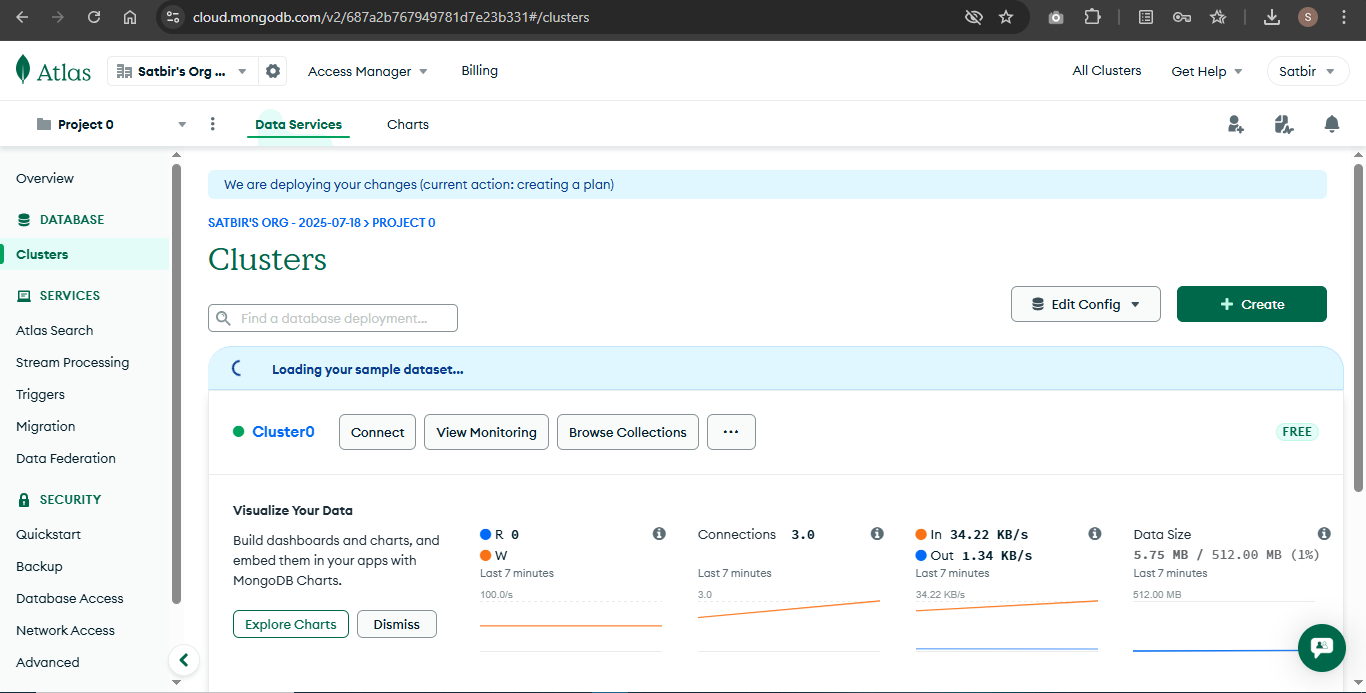 cloud.mongodb.com/v2/687a2b767949781d7e23b331#/clusters
S
Atlas
Satbir's Org ...
Access Manager
Billing
All Clusters
Get Help
Satbir
Project 0
Data Services
Charts
Overview
DATABASE
Clusters
SERVICES
Atlas Search
Stream Processing
Triggers
Migration
Data Federation
SECURITY
Quickstart
Backup
Database Access
Network Access
Advanced
We are deploying your changes (current action: creating a plan)
SATBIR'S ORG - 2025-07-18 > PROJECT 0
Clusters
Find a database deployment...
Edit Config
+ Create
Loading your sample dataset...
Cluster0
Connect
View Monitoring
Browse Collections
...
FREE
Visualize Your Data
Build dashboards and charts, and
embed them in your apps with
MongoDB Charts.
Explore Charts
Dismiss
R 0
W
Last 7 minutes
100.0/s
Connections 3.0
Last 7 minutes
3.0
In 34.22 KB/s
Out 1.34 KB/s
Last 7 minutes
34.22 KB/s
Data Size
5.75 MB / 512.00 MB (1%)
Last 7 minutes
512.00 MB